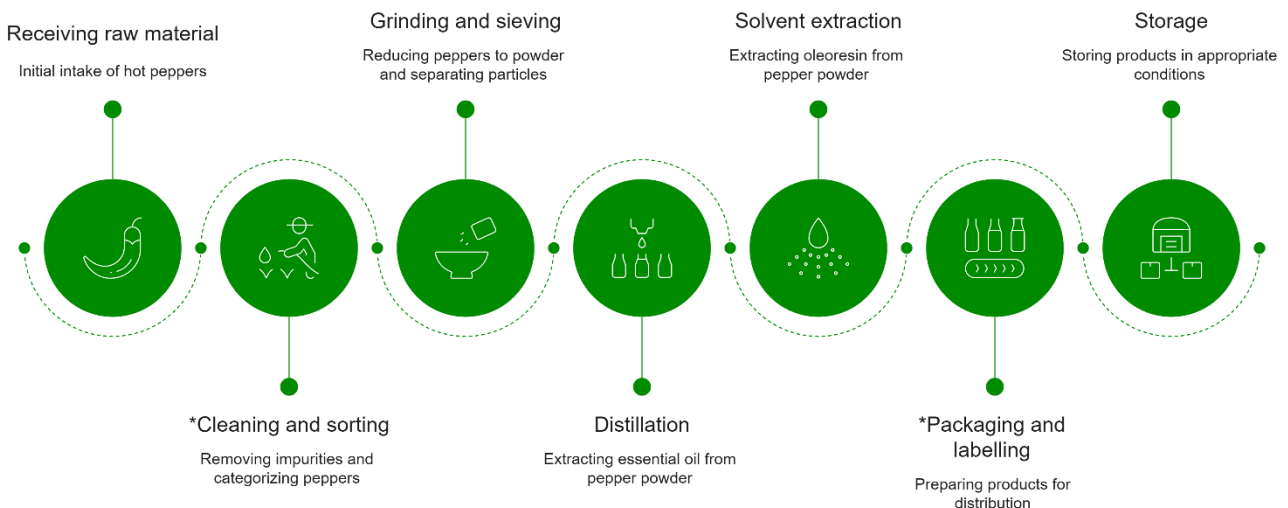 Receiving raw material
Initial intake of hot peppers
*Cleaning and sorting
Removing impurities and
categorizing peppers
Grinding and sieving
Reducing peppers to powder
and separating particles
Distillation
Extracting essential oil from
pepper powder
Solvent extraction
Extracting oleoresin from
pepper powder
*Packaging and
labelling
Preparing products for
distribution
Storage
Storing products in appropriate
conditions